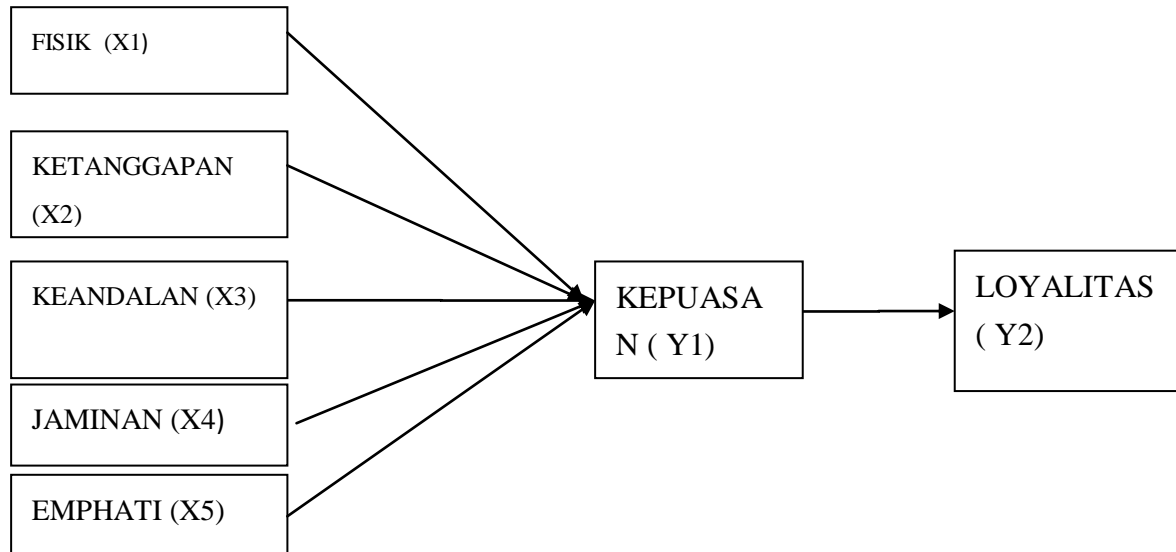 FISIK (X1)
KETANGGAPAN
(X2)
KEANDALAN (X3)
JAMINAN (X4)
EMPHATI (X5)
KEPUASA
N ( Y1)
LOYALITAS
( Y2)